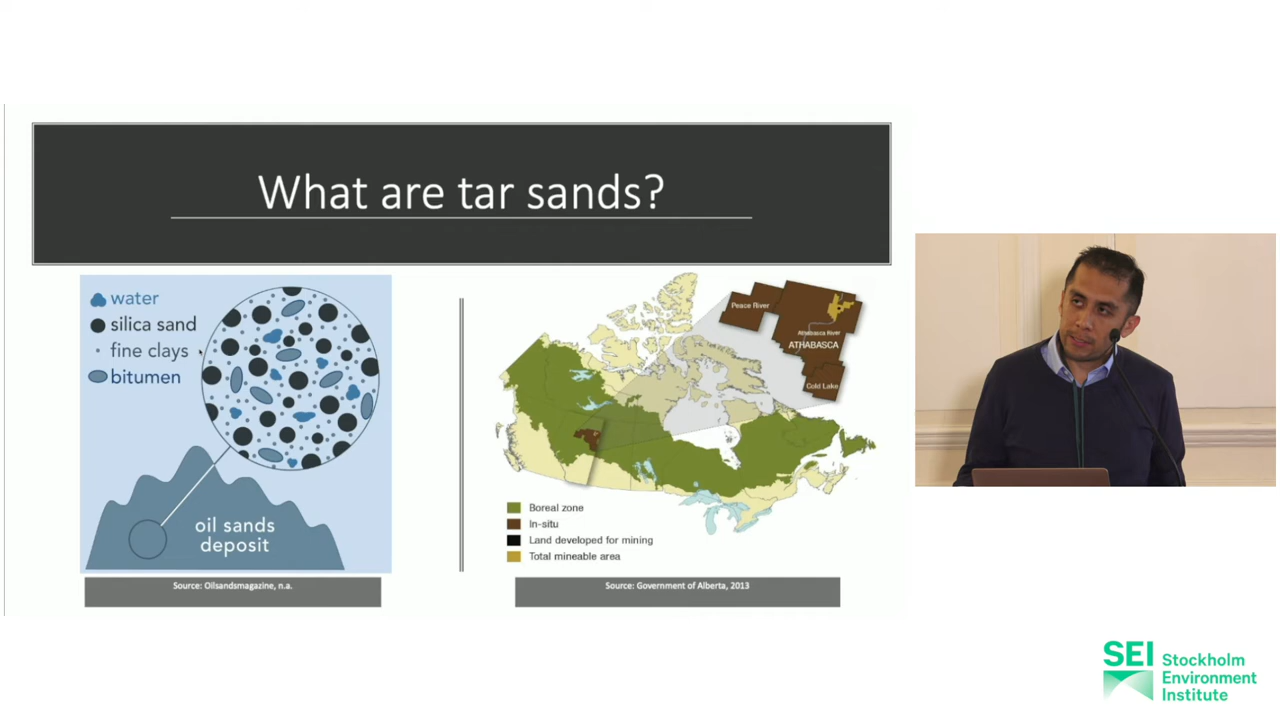 What are tar sands?
water
silica sand
fine clays
bitumen
oil sands
deposit
Source: Oilsandsmagazine, n.a.
Peace River
Athabasca River
ATHABASCA
Cold Lake
Boreal zone
In-situ
Land developed for mining
Total mineable area
Source: Government of Alberta, 2013
SEI Stockholm
Environment
Institute